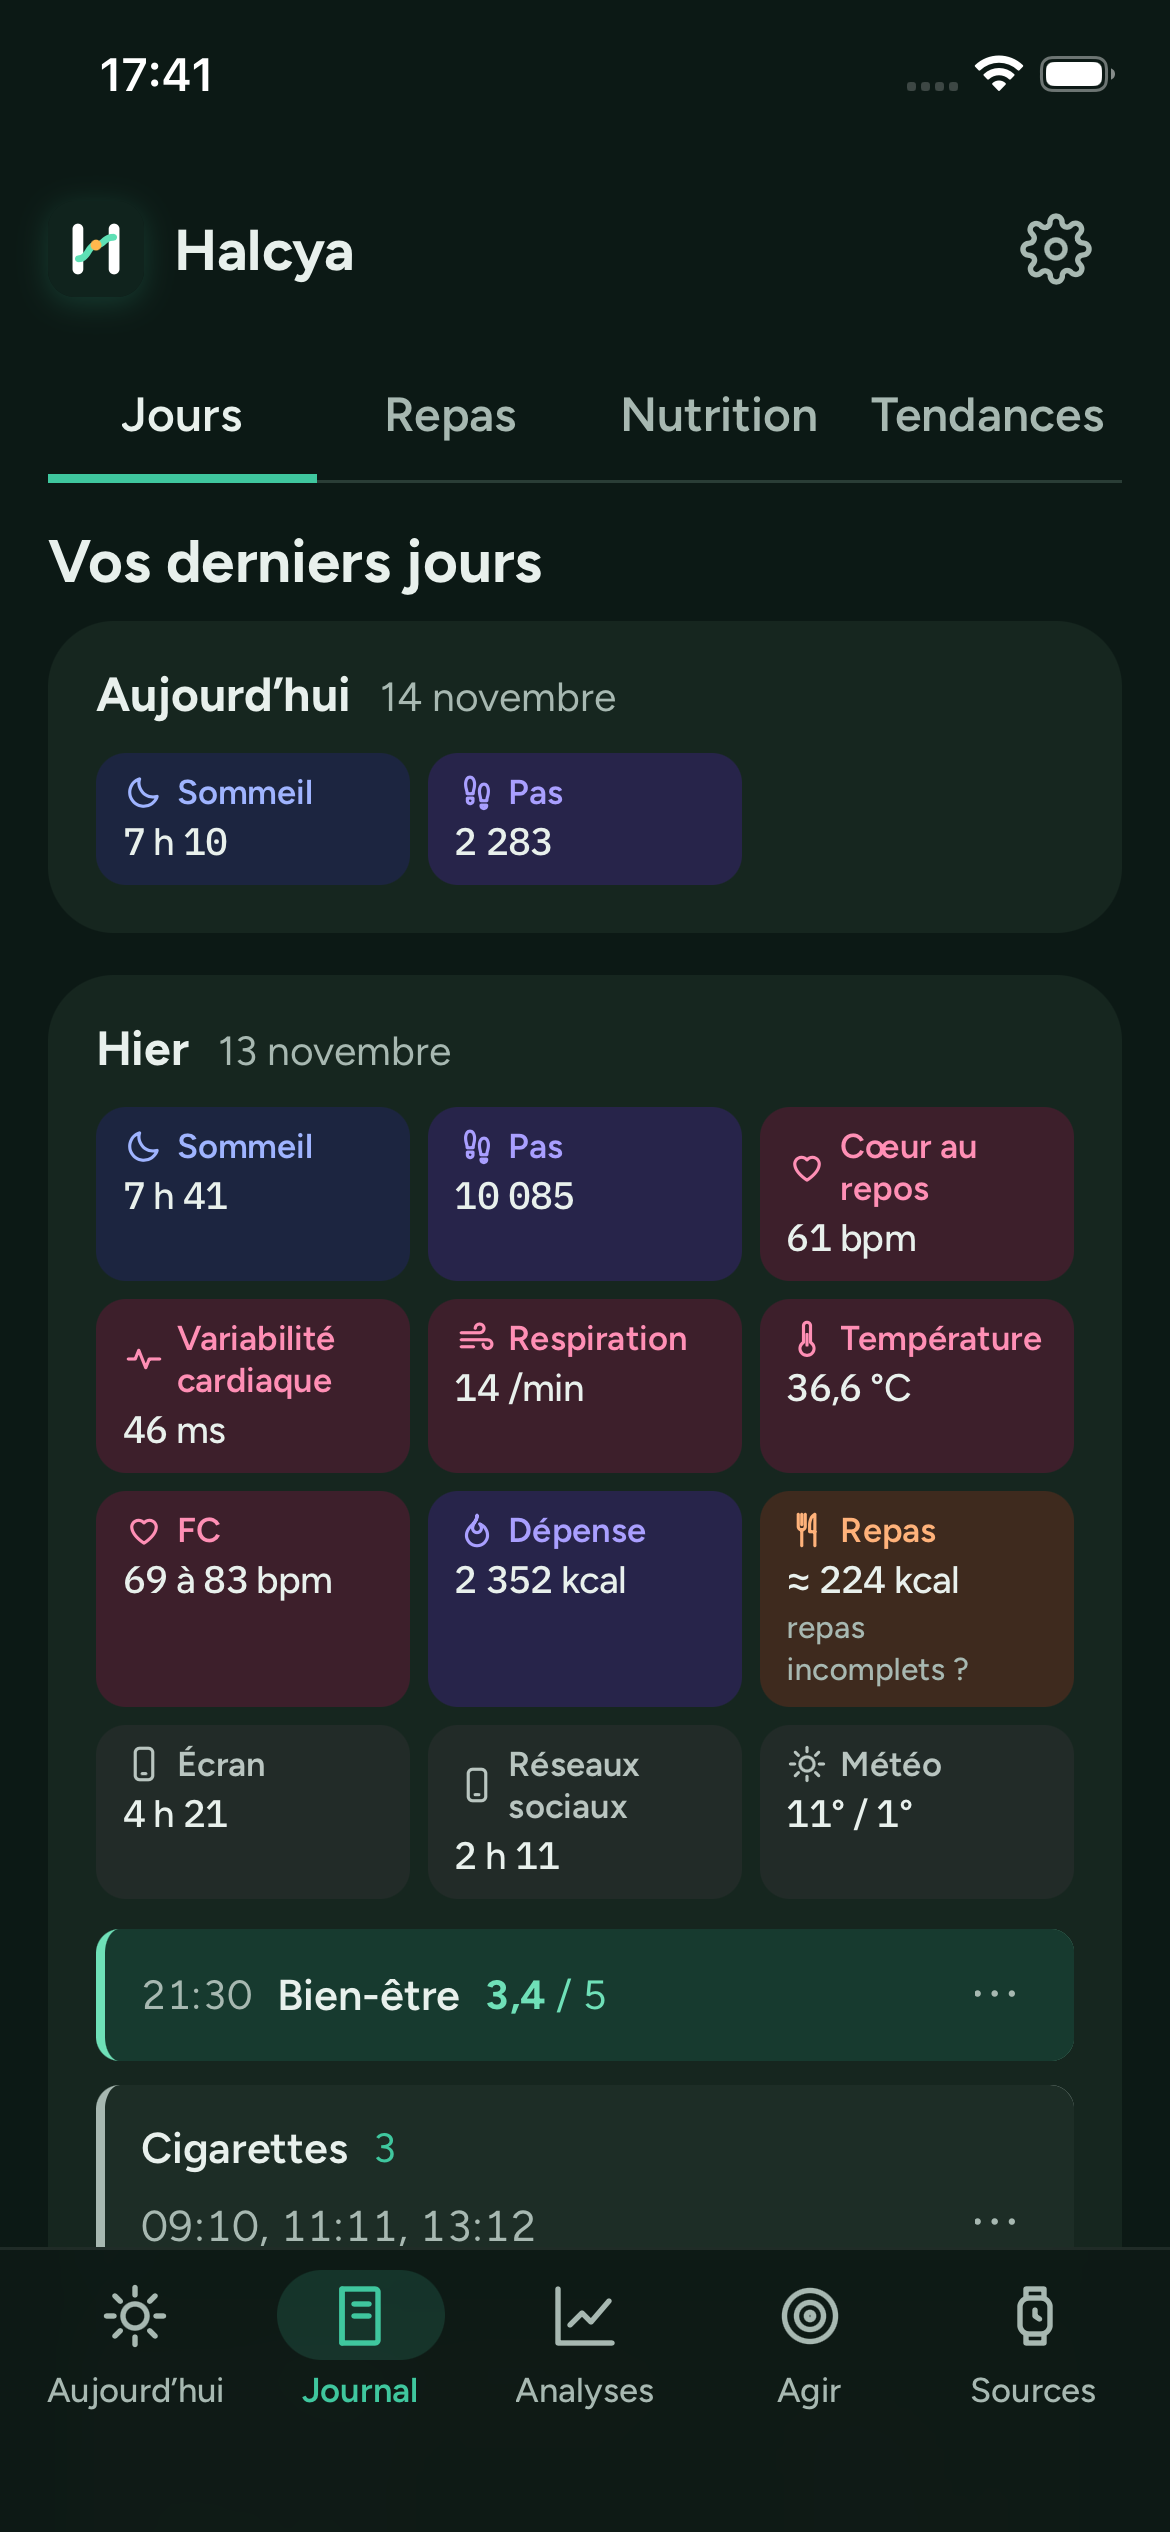 17:41
Halcya
Jours Repas Nutrition Tendances
Vos derniers jours
Aujourd’hui 14 novembre
Sommeil
7 h 10
Pas
2 283
Hier 13 novembre
Sommeil
7 h 41
Pas
10 085
Cœur au
repos
61 bpm
Variabilité
cardiaque
46 ms
Respiration
14 /min
Température
36,6 °C
FC
69 à 83 bpm
Dépense
2 352 kcal
Repas
≈ 224 kcal
repas
incomplets ?
Écran
4 h 21
Réseaux
sociaux
2 h 11
Météo
11° / 1°
21:30 Bien-être 3,4 / 5
Cigarettes 3
09:10, 11:11, 13:12
Aujourd’hui Journal Analyses Agir Sources